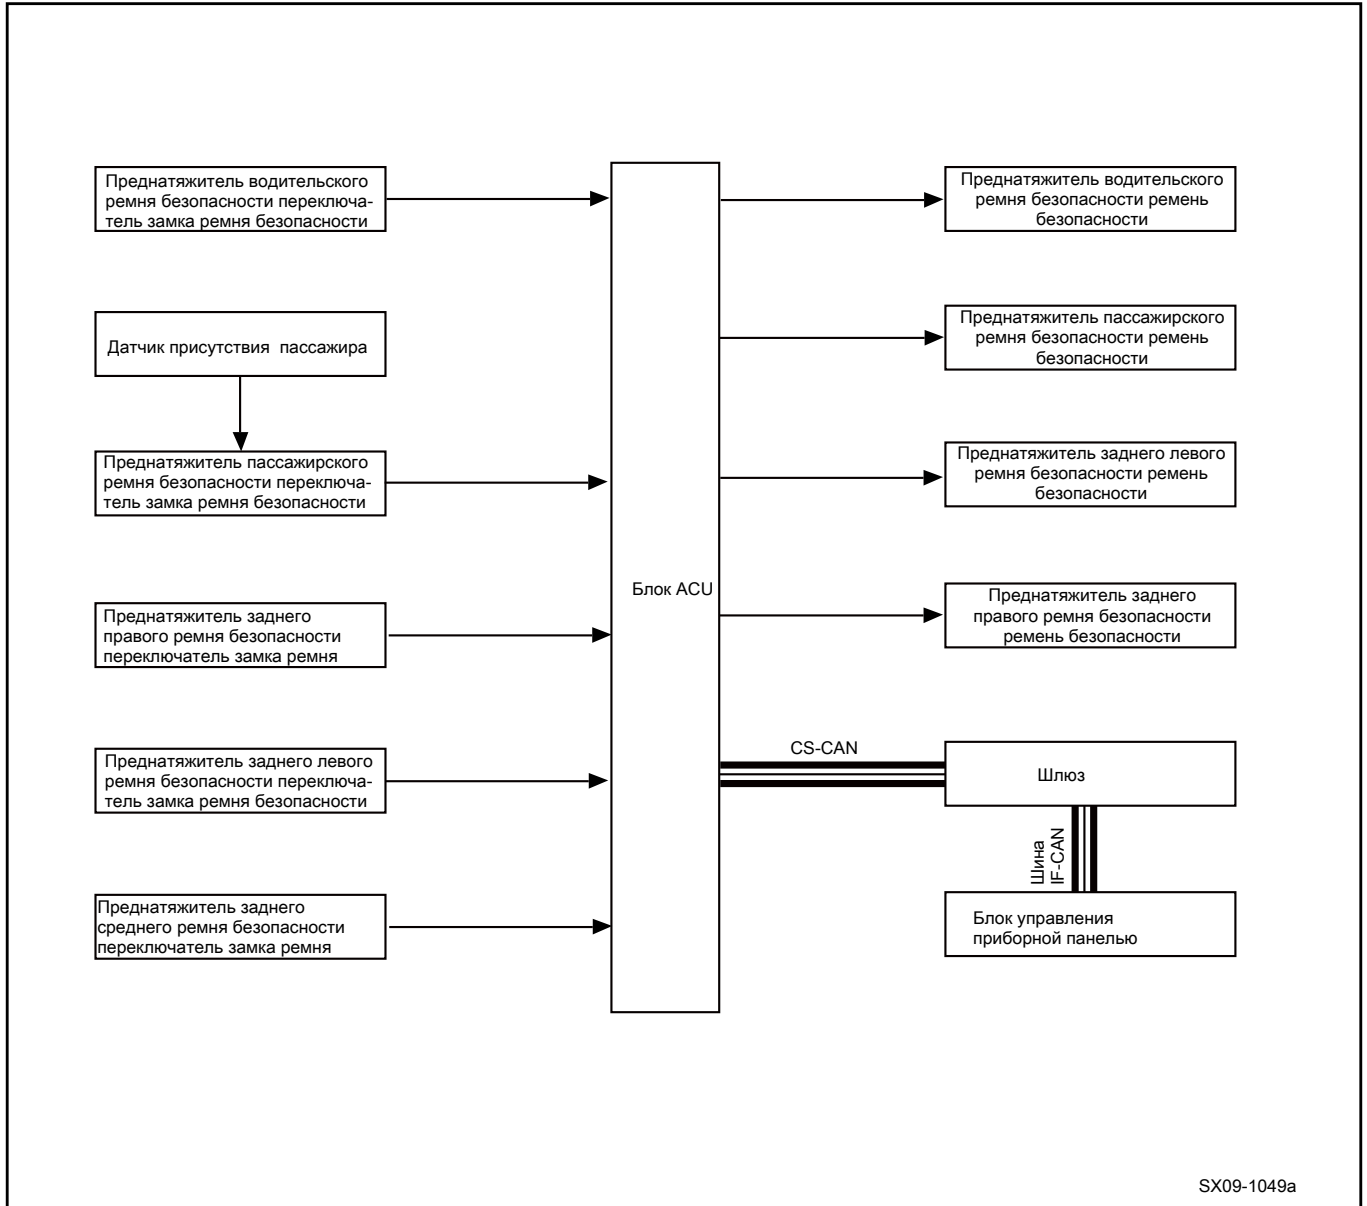 Преднатяжитель водительского
ремня безопасности переключа-
тель замка ремня безопасности
Датчик присутствия пассажира
Преднатяжитель пассажирского
ремня безопасности переключа-
тель замка ремня безопасности
Преднатяжитель заднего
правого ремня безопасности
переключатель замка ремня
Преднатяжитель заднего левого
ремня безопасности переключа-
тель замка ремня безопасности
Преднатяжитель заднего
среднего ремня безопасности
переключатель замка ремня
Блок ACU
Преднатяжитель водительского
ремня безопасности ремень
безопасности
Преднатяжитель пассажирского
ремня безопасности ремень
безопасности
Преднатяжитель заднего левого
ремня безопасности ремень
безопасности
Преднатяжитель заднего
правого ремня безопасности
ремень безопасности
CS-CAN
Шлюз
Шина
IF-CAN
Блок управления
приборной панелью
SX09-1049a